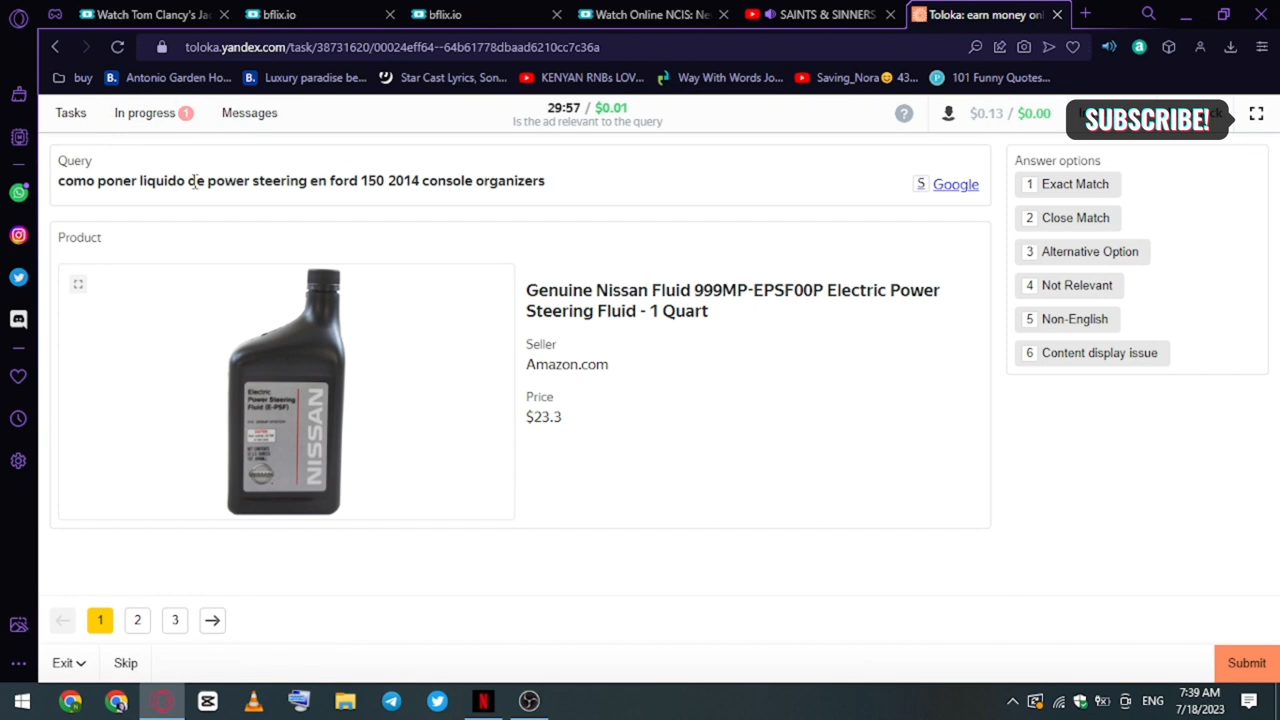 Watch Tom Clancy's Ja
bflix.io
bflix.io
Watch Online NCIS: Ne
SAINTS & SINNERS
Toloka: earn money onl
toloka.yandex.com/task/38731620/00024eff64--64b61778dbaad6210cc7c36a
buy
Antonio Garden Ho...
Luxury paradise be...
Star Cast Lyrics, Son...
KENYAN RNBs LOV...
Way With Words Jo...
Saving_Nora😊 43...
101 Funny Quotes...
Tasks
In progress 1
Messages
29:57 / $0.01
Is the ad relevant to the query
$0.13 / $0.00
SUBSCRIBE!
Query
como poner liquido de power steering en ford 150 2014 console organizers
S Google
Product
Electric
Power Steering
Fluid (E-PSF)
NISSAN
Genuine Nissan Fluid 999MP-EPSF00P Electric Power
Steering Fluid - 1 Quart
Seller
Amazon.com
Price
$23.3
Answer options
1 Exact Match
2 Close Match
3 Alternative Option
4 Not Relevant
5 Non-English
6 Content display issue
1 2 3
Exit
Skip
Submit
ENG
7:39 AM
7/18/2023